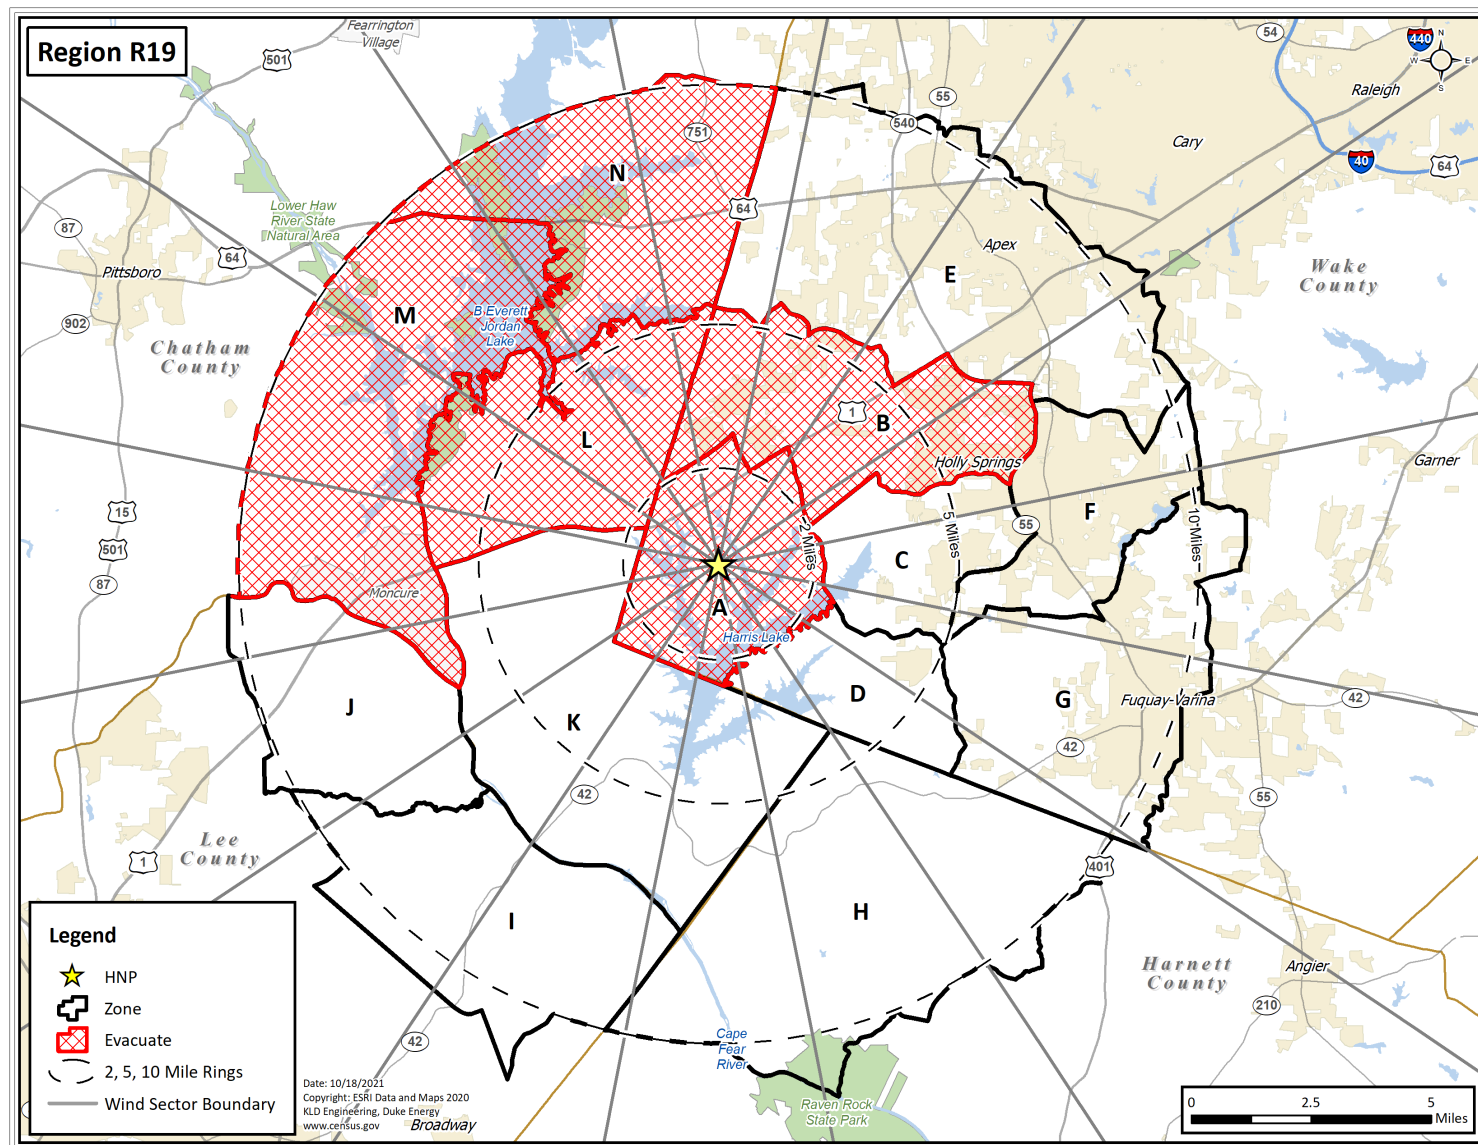 Region R19
Fearrington
Village
501
54
440
N
W
E
S
Raleigh
55
540
751
Cary
40
64
N
Lower Haw
River State
Natural Area
87
64
64
Pittsboro
Apex
E
Wake
County
902
M
B Everett
Jordan
Lake
Chatham
County
1
B
L
Holly Springs
Garner
15
501
55
F
5 Miles
10 Miles
2 Miles
C
87
Moncure
A
Harris Lake
J
K
D
G
Fuquay-Varina
42
42
42
55
Lee
County
1
401
I
H
Harnett
County
Angier
210
Cape
Fear
River
42
Raven Rock
State Park
Broadway
Legend
HNP
Zone
Evacuate
2, 5, 10 Mile Rings
Wind Sector Boundary
Date: 10/18/2021
Copyright: ESRI Data and Maps 2020
KLD Engineering, Duke Energy
www.census.gov
0 2.5 5
Miles